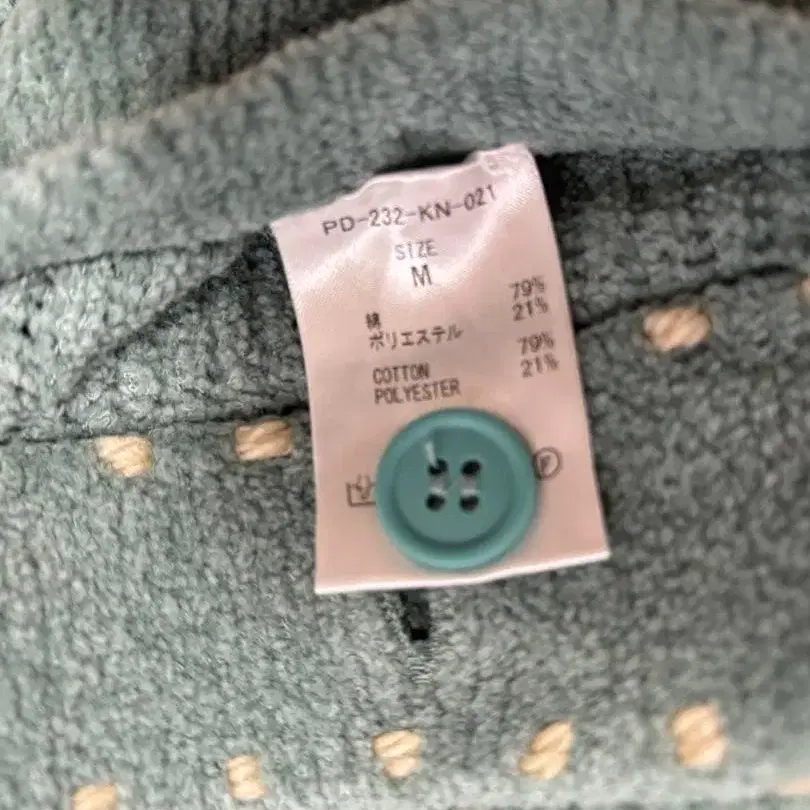 PD-232-KN-021
SIZE
M
綿 79%
ポリエステル 21%
COTTON 79%
POLYESTER 21%
F